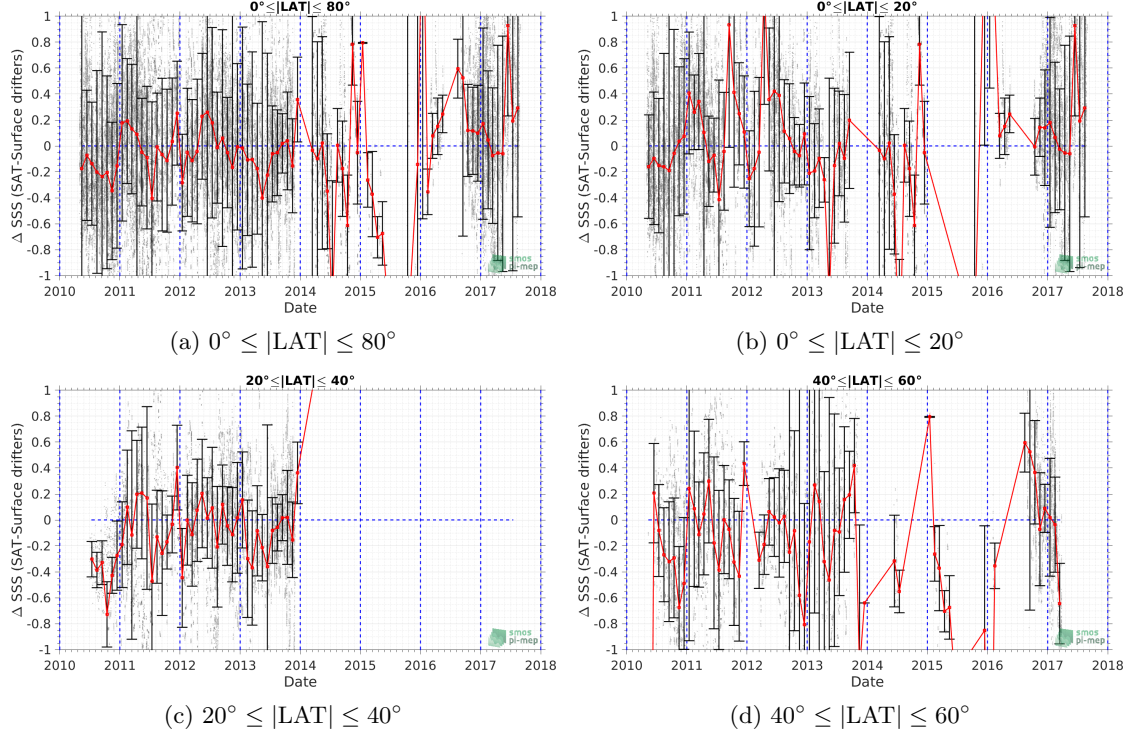 0°≤|LAT|≤ 80°
Δ SSS (SAT-Surface drifters)
1
0.8
0.6
0.4
0.2
0
-0.2
-0.4
-0.6
-0.8
-1
2010 2011 2012 2013 2014 2015 2016 2017 2018
Date
smos
pi-mep
(a) 0° ≤ |LAT| ≤ 80°
0°≤|LAT|≤ 20°
Δ SSS (SAT-Surface drifters)
1
0.8
0.6
0.4
0.2
0
-0.2
-0.4
-0.6
-0.8
-1
2010 2011 2012 2013 2014 2015 2016 2017 2018
Date
smos
pi-mep
(b) 0° ≤ |LAT| ≤ 20°
20°≤|LAT|≤ 40°
Δ SSS (SAT-Surface drifters)
1
0.8
0.6
0.4
0.2
0
-0.2
-0.4
-0.6
-0.8
-1
2010 2011 2012 2013 2014 2015 2016 2017 2018
Date
smos
pi-mep
(c) 20° ≤ |LAT| ≤ 40°
40°≤|LAT|≤ 60°
Δ SSS (SAT-Surface drifters)
1
0.8
0.6
0.4
0.2
0
-0.2
-0.4
-0.6
-0.8
-1
2010 2011 2012 2013 2014 2015 2016 2017 2018
Date
smos
pi-mep
(d) 40° ≤ |LAT| ≤ 60°